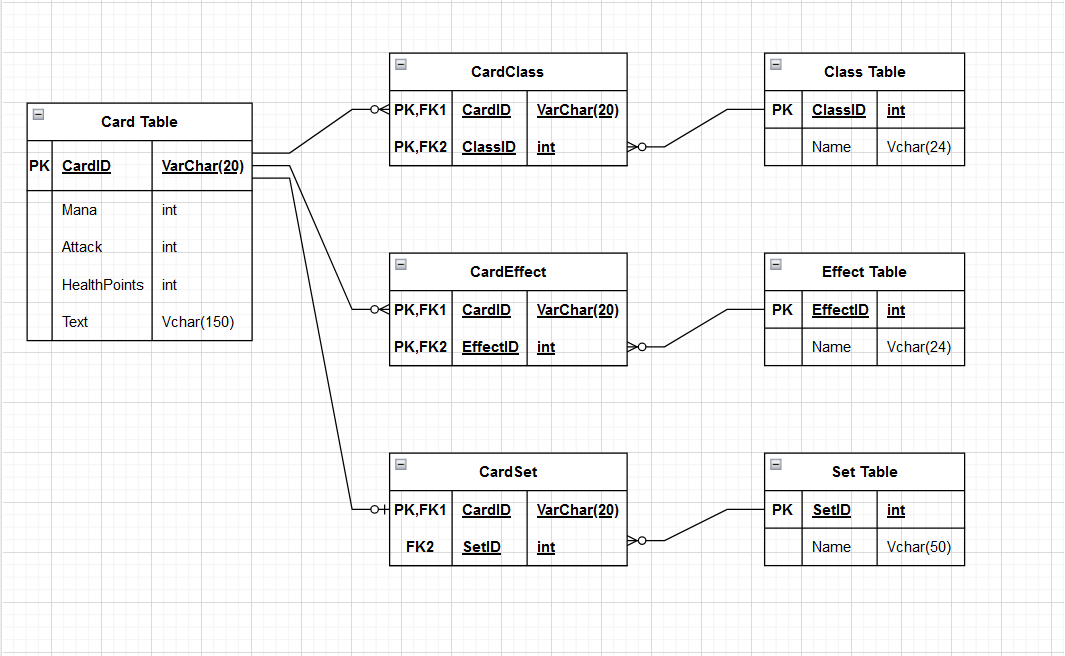 Card Table
PK CardID VarChar(20)
Mana int
Attack int
HealthPoints int
Text Vchar(150)
CardClass
PK,FK1 CardID VarChar(20)
PK,FK2 ClassID int
Class Table
PK ClassID int
Name Vchar(24)
CardEffect
PK,FK1 CardID VarChar(20)
PK,FK2 EffectID int
Effect Table
PK EffectID int
Name Vchar(24)
CardSet
PK,FK1 CardID VarChar(20)
FK2 SetID int
Set Table
PK SetID int
Name Vchar(50)